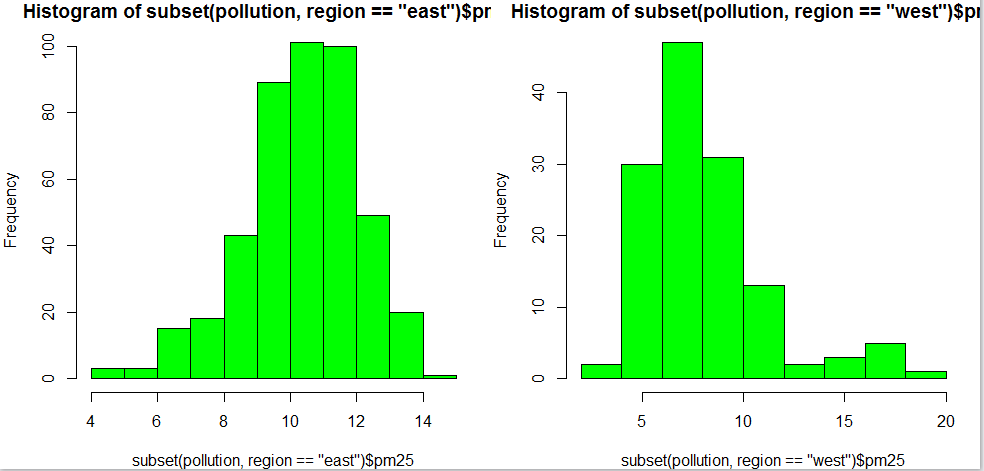 Histogram of subset(pollution, region == "east")$pr
Histogram of subset(pollution, region == "west")$pr
Frequency
0 20 40 60 80 100
4 6 8 10 12 14
subset(pollution, region == "east")$pm25
Frequency
0 10 20 30 40
5 10 15 20
subset(pollution, region == "west")$pm25